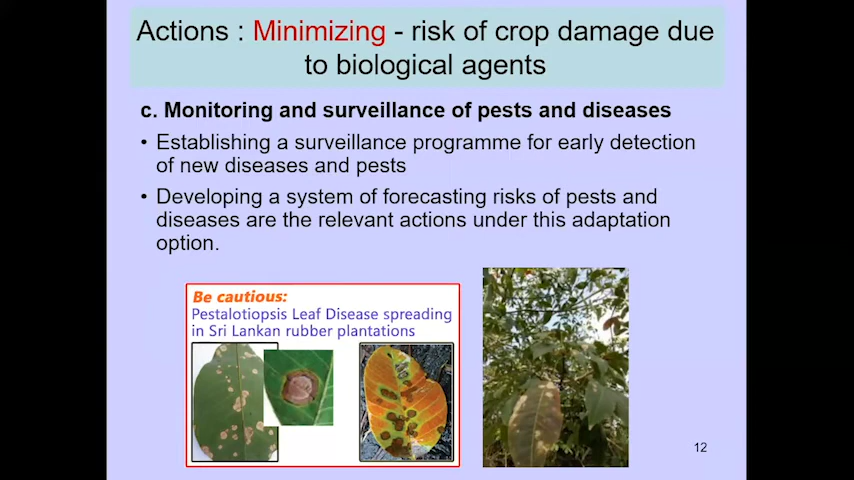 Actions : Minimizing - risk of crop damage due
to biological agents
c. Monitoring and surveillance of pests and diseases
• Establishing a surveillance programme for early detection
of new diseases and pests
• Developing a system of forecasting risks of pests and
diseases are the relevant actions under this adaptation
option.
Be cautious:
Pestalotiopsis Leaf Disease spreading
in Sri Lankan rubber plantations
12